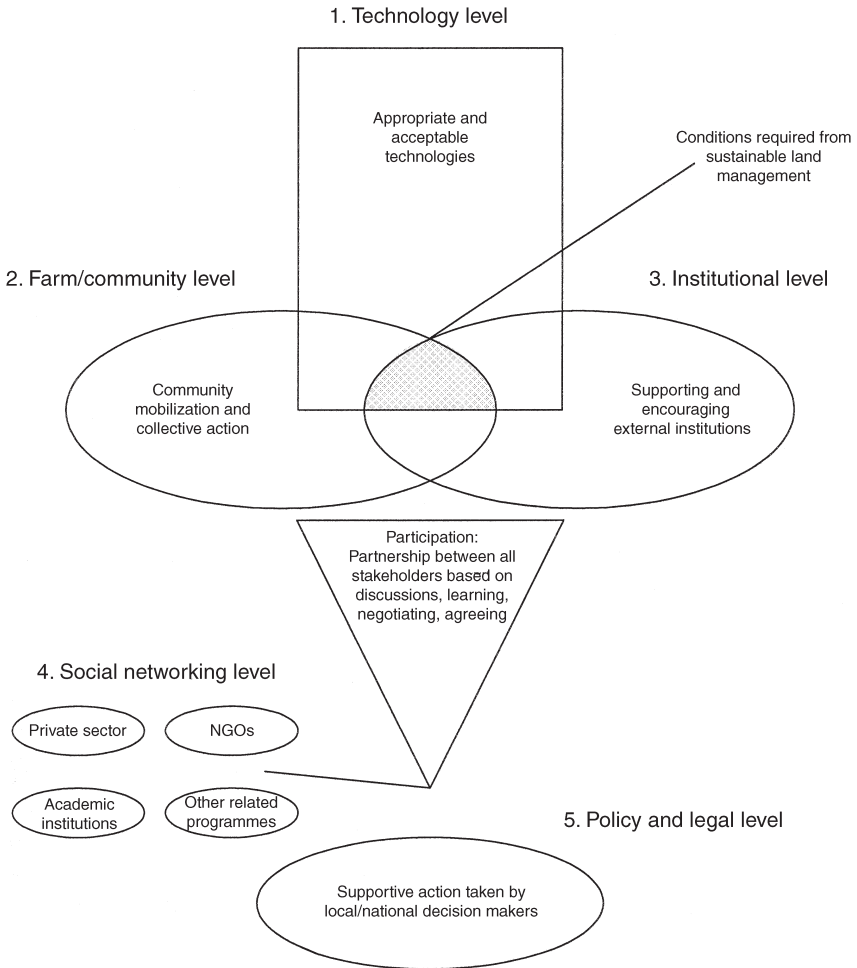 1. Technology level
Appropriate and
acceptable
technologies
Conditions required from
sustainable land
management
2. Farm/community level
3. Institutional level
Community
mobilization and
collective action
Supporting and
encouraging
external institutions
Participation:
Partnership between all
stakeholders based on
discussions, learning,
negotiating, agreeing
4. Social networking level
Private sector
NGOs
Academic
institutions
Other related
programmes
5. Policy and legal level
Supportive action taken by
local/national decision makers